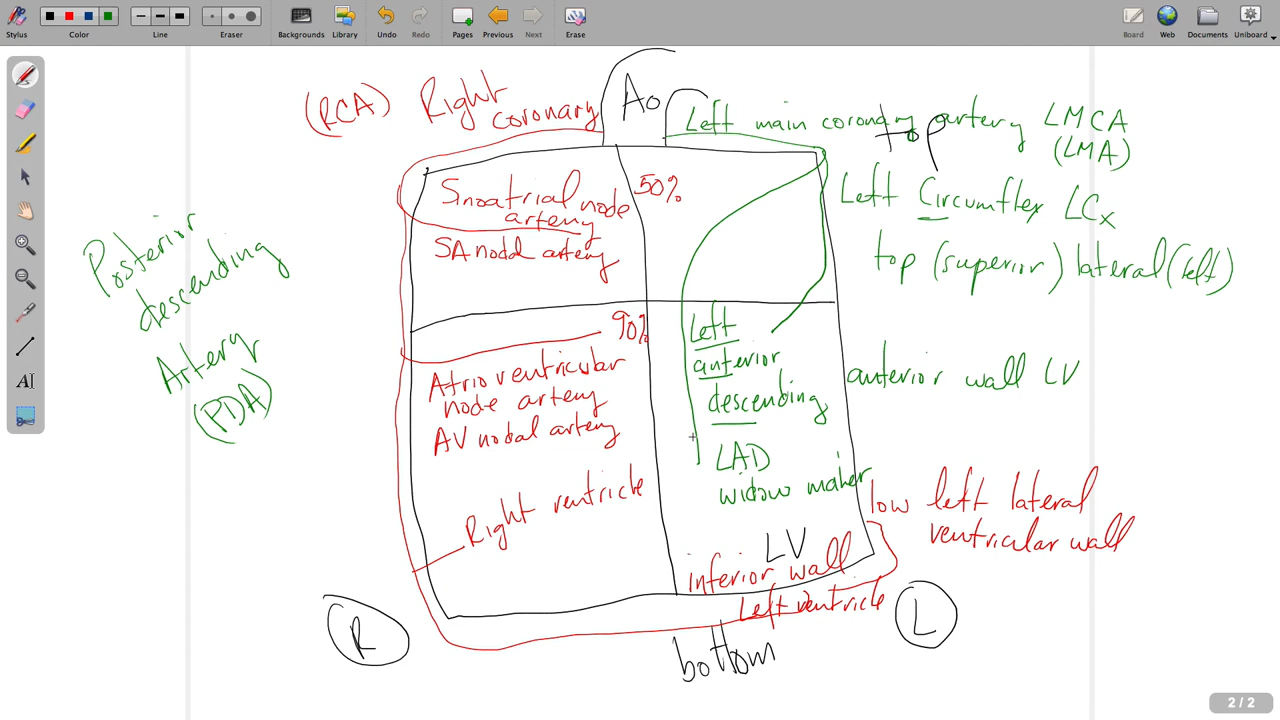 Stylus
Color
Line
Eraser
Backgrounds
Library
Undo
Redo
Pages
Previous
Next
Erase
Board
Web
Documents
Uniboard
(RCA) Right
coronary
Ao
Left main coronary artery LMCA
(LMA)
top
Sinoatrial node
artery
50%
SA nodal artery
Left Circumflex LCx
top (superior) lateral (left)
Posterior
descending
Artery
(PDA)
90%
Atrioventricular
node artery
AV nodal artery
Left
anterior
descending
anterior wall LV
LAD
widow maker
Right ventricle
low left lateral
ventricular wall
LV
inferior wall
Left ventricle
R
L
bottom
2 / 2